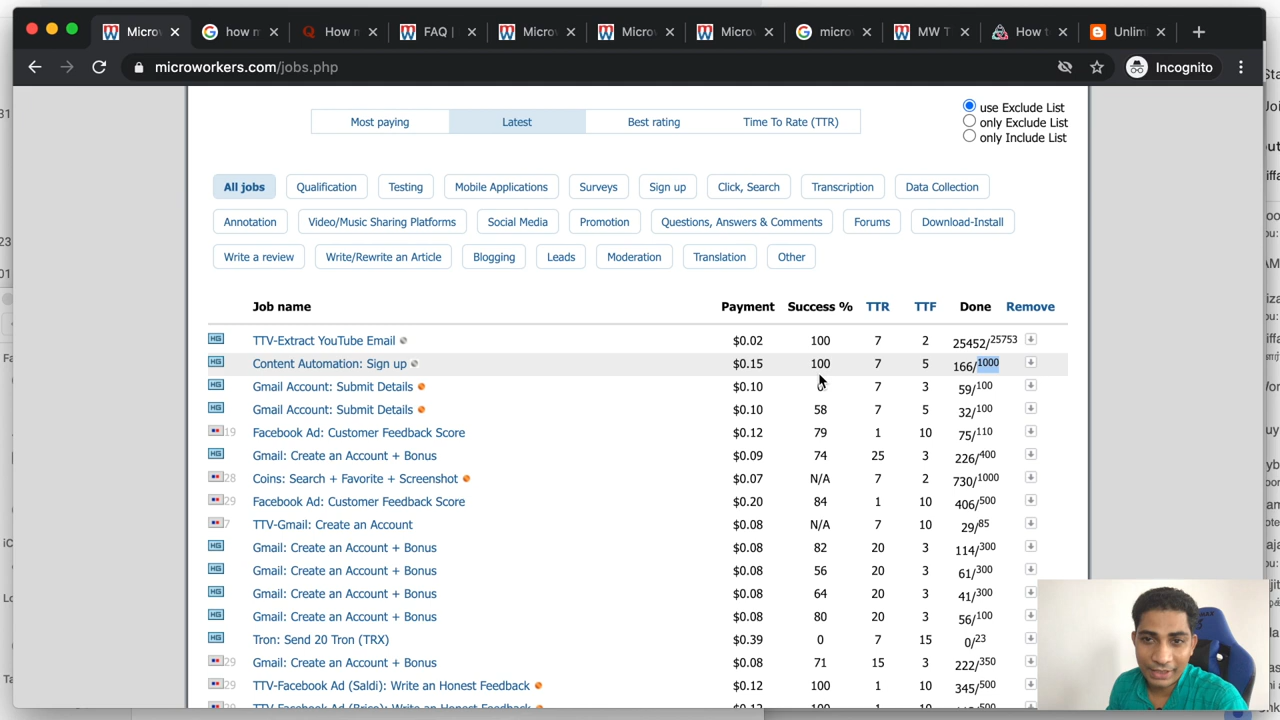 Micros
how m
How n
FAQ |
Micro
Micro
Micro
micro
MW T
How t
Unlim
microworkers.com/jobs.php
Incognito
Most paying
Latest
Best rating
Time To Rate (TTR)
use Exclude List
only Exclude List
only Include List
All jobs
Qualification
Testing
Mobile Applications
Surveys
Sign up
Click, Search
Transcription
Data Collection
Annotation
Video/Music Sharing Platforms
Social Media
Promotion
Questions, Answers & Comments
Forums
Download-Install
Write a review
Write/Rewrite an Article
Blogging
Leads
Moderation
Translation
Other
Job name Payment Success % TTR TTF Done Remove
HG TTV-Extract YouTube Email $0.02 100 7 2 25452/25753
HG Content Automation: Sign up $0.15 100 7 5 166/1000
HG Gmail Account: Submit Details $0.10 0 7 3 59/100
HG Gmail Account: Submit Details $0.10 58 7 5 32/100
19 Facebook Ad: Customer Feedback Score $0.12 79 1 10 75/110
HG Gmail: Create an Account + Bonus $0.09 74 25 3 226/400
28 Coins: Search + Favorite + Screenshot $0.07 N/A 7 2 730/1000
29 Facebook Ad: Customer Feedback Score $0.20 84 1 10 406/500
7 TTV-Gmail: Create an Account $0.08 N/A 7 10 29/85
HG Gmail: Create an Account + Bonus $0.08 82 20 3 114/300
HG Gmail: Create an Account + Bonus $0.08 56 20 3 61/300
HG Gmail: Create an Account + Bonus $0.08 64 20 3 41/300
HG Gmail: Create an Account + Bonus $0.08 80 20 3 56/100
HG Tron: Send 20 Tron (TRX) $0.39 0 7 15 0/23
29 Gmail: Create an Account + Bonus $0.08 71 15 3 222/350
29 TTV-Facebook Ad (Saldi): Write an Honest Feedback $0.12 100 1 10 345/500